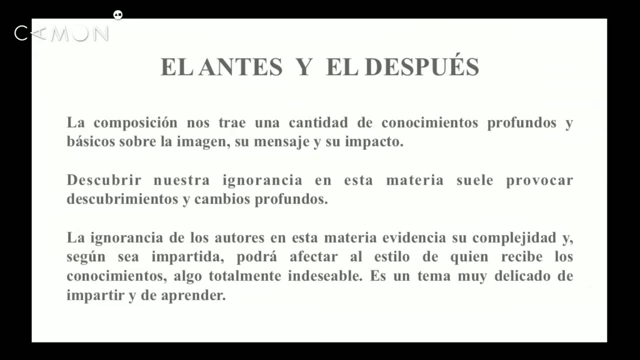 CAMON
EL ANTES Y EL DESPUÉS
La composición nos trae una cantidad de conocimientos profundos y
básicos sobre la imagen, su mensaje y su impacto.
Descubrir nuestra ignorancia en esta materia suele provocar
descubrimientos y cambios profundos.
La ignorancia de los autores en esta materia evidencia su complejidad y,
según sea impartida, podrá afectar al estilo de quien recibe los
conocimientos, algo totalmente indeseable. Es un tema muy delicado de
impartir y de aprender.